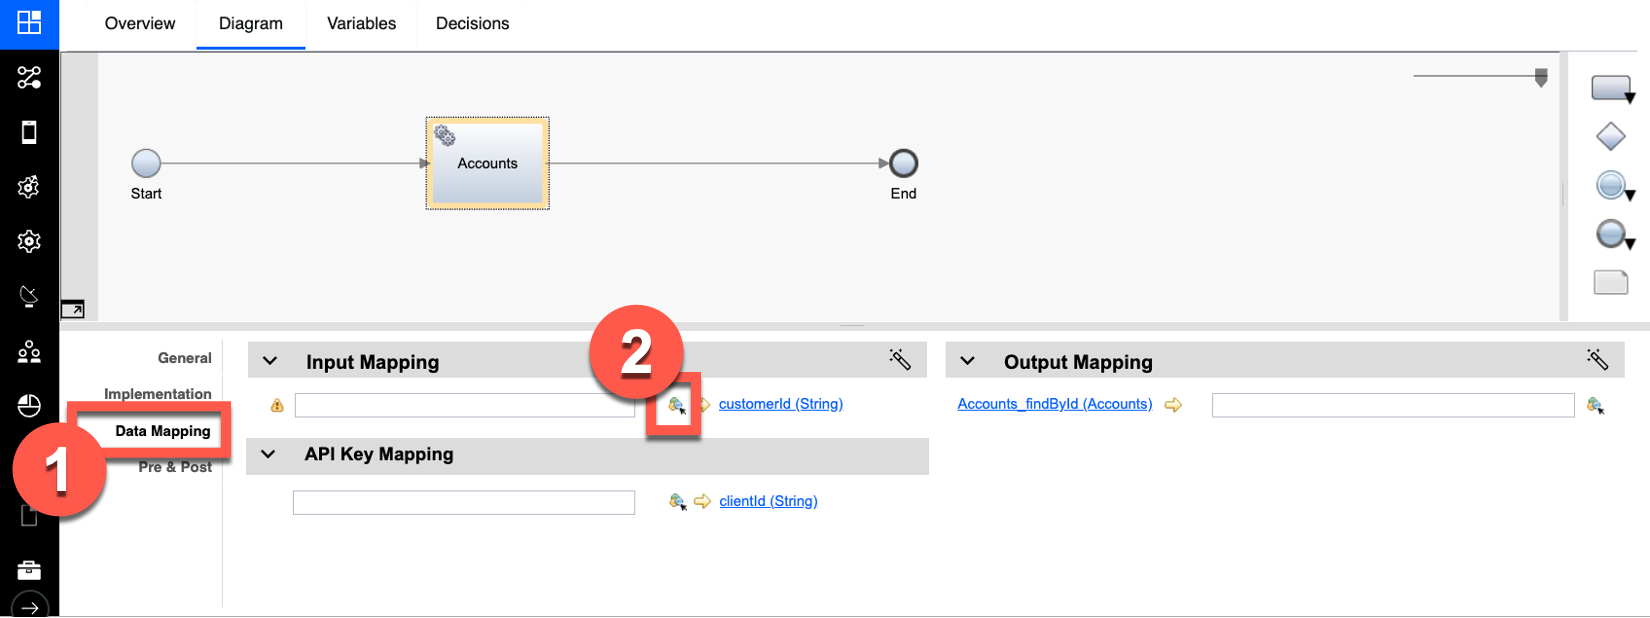 Overview Diagram Variables Decisions
Accounts
Start
End
2
General
Implementation
Data Mapping
Pre & Post
1
Input Mapping
customerId (String)
API Key Mapping
clientId (String)
Output Mapping
Accounts_findById (Accounts)